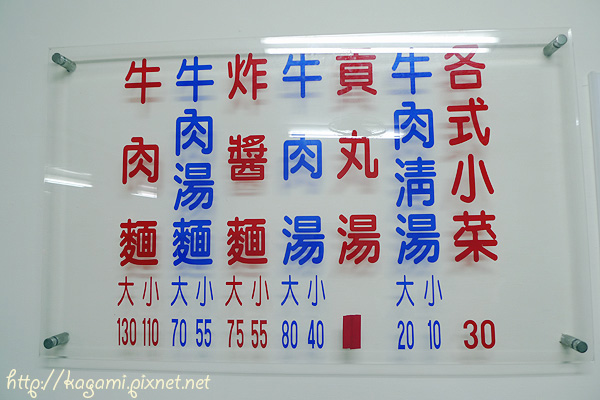 牛肉麵
大 小
130 110
牛肉湯麵
大 小
70 55
炸醬麵
大 小
75 55
牛肉湯
大 小
80 40
貢丸湯
牛肉清湯
大 小
20 10
各式小菜
30
http://kagami.pixnet.net